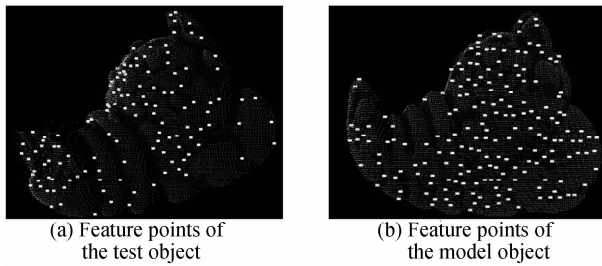 (a) Feature points of
the test object
(b) Feature points of
the model object